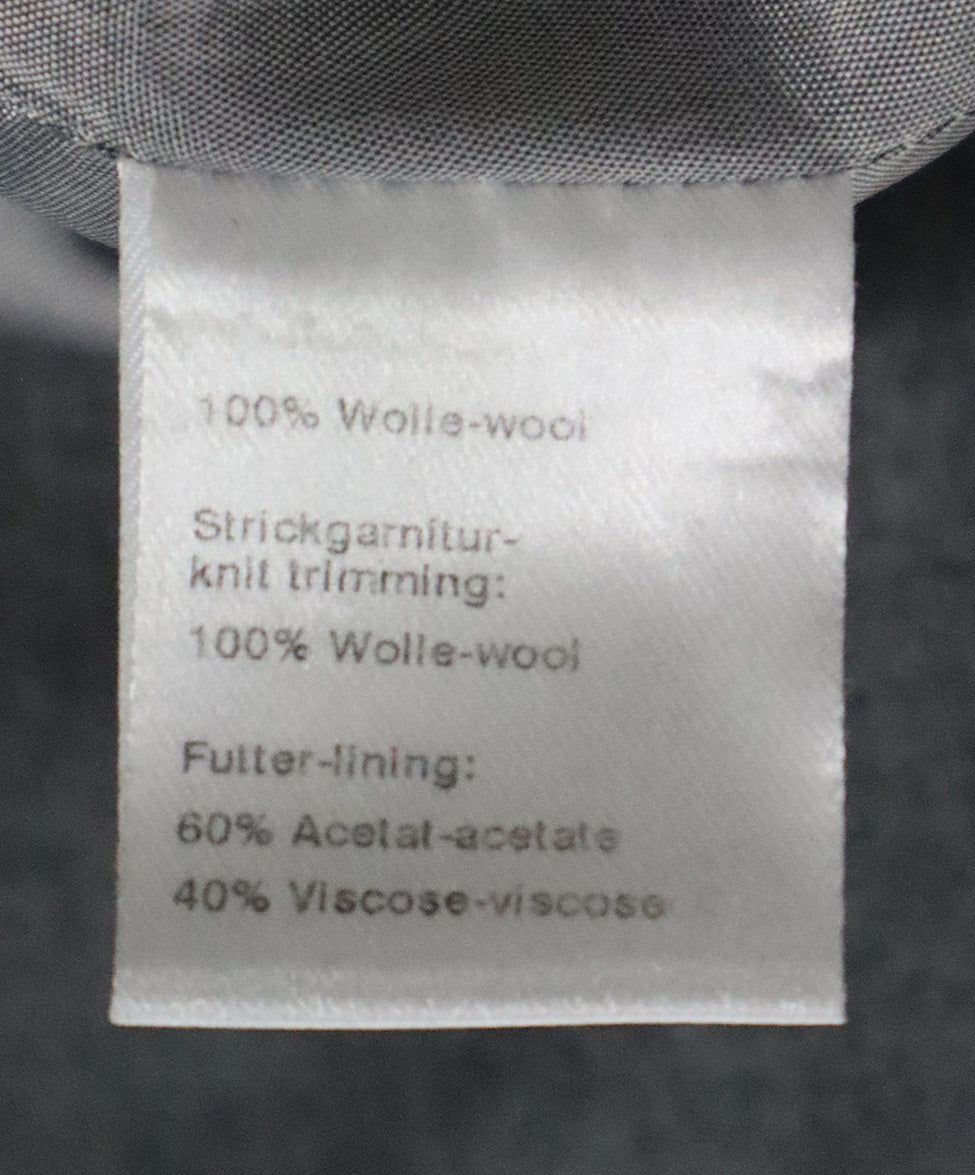 100% Wolle-wool
Strickgarnitur-
knit trimming:
100% Wolle-wool
Futter-lining:
60% Acetat-acetate
40% Viscose-viscose